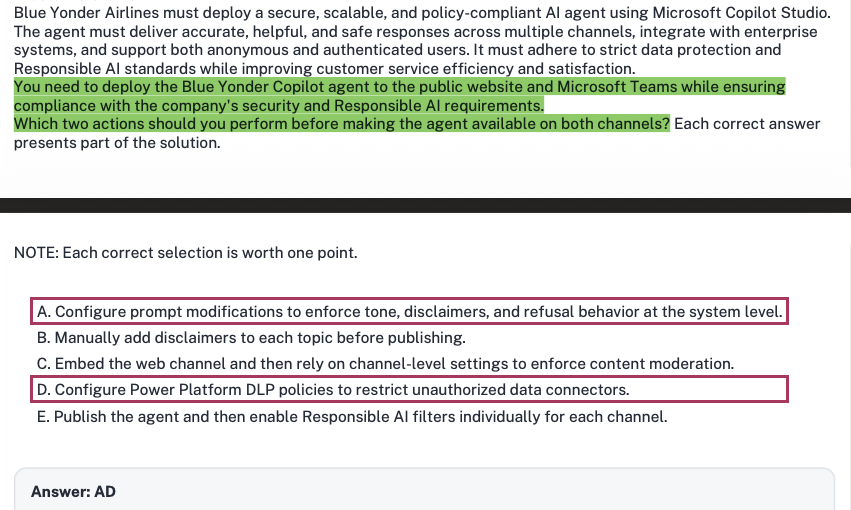 Blue Yonder Airlines must deploy a secure, scalable, and policy-compliant AI agent using Microsoft Copilot Studio.
The agent must deliver accurate, helpful, and safe responses across multiple channels, integrate with enterprise
systems, and support both anonymous and authenticated users. It must adhere to strict data protection and
Responsible AI standards while improving customer service efficiency and satisfaction.
You need to deploy the Blue Yonder Copilot agent to the public website and Microsoft Teams while ensuring
compliance with the company's security and Responsible AI requirements.
Which two actions should you perform before making the agent available on both channels? Each correct answer
presents part of the solution.
NOTE: Each correct selection is worth one point.
A. Configure prompt modifications to enforce tone, disclaimers, and refusal behavior at the system level.
B. Manually add disclaimers to each topic before publishing.
C. Embed the web channel and then rely on channel-level settings to enforce content moderation.
D. Configure Power Platform DLP policies to restrict unauthorized data connectors.
E. Publish the agent and then enable Responsible AI filters individually for each channel.
Answer: AD